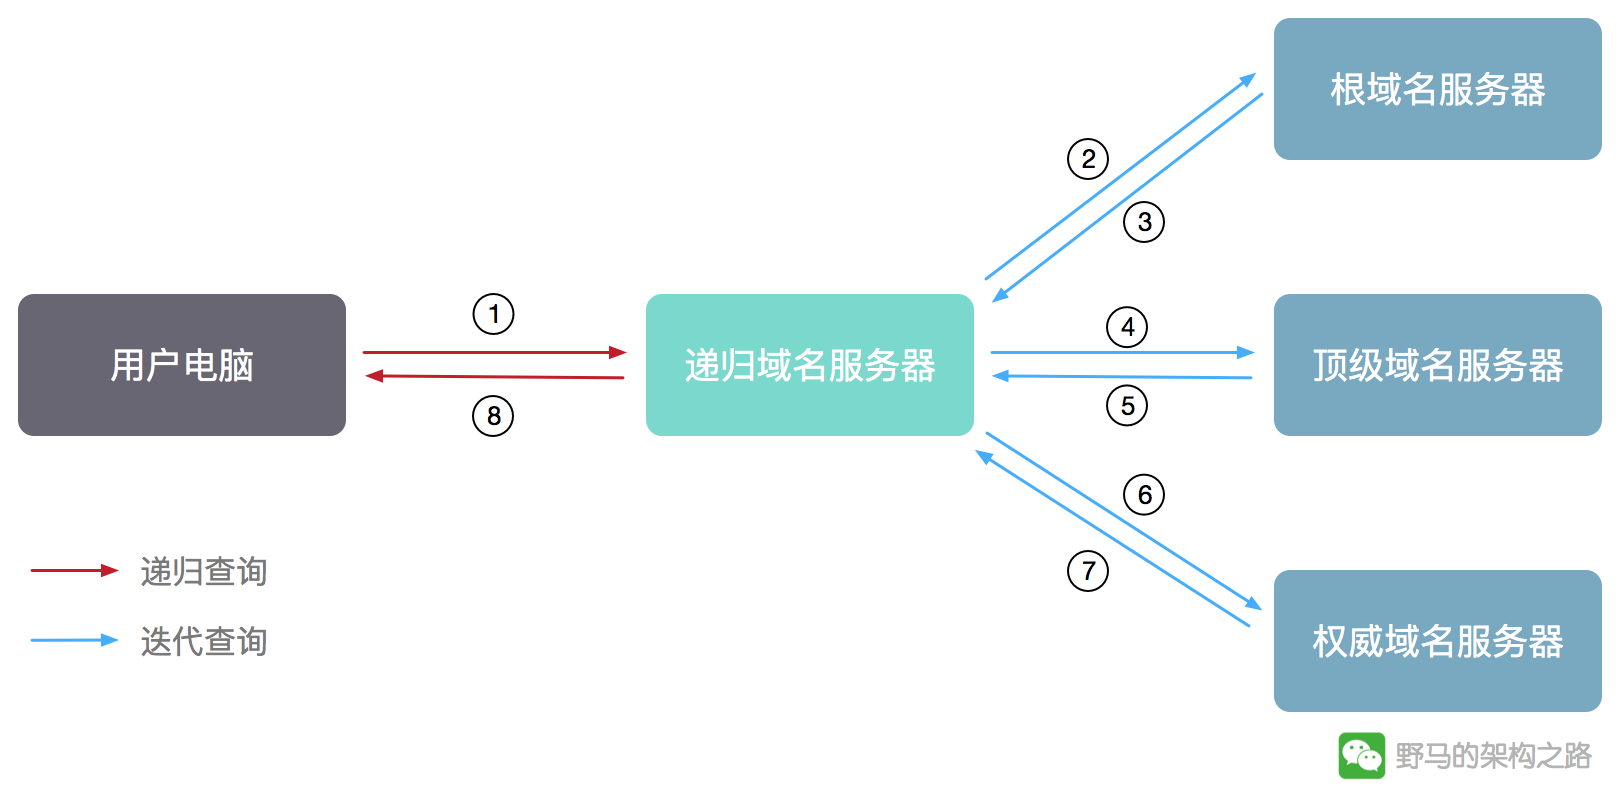 根域名服务器
②
③
用户电脑
①
⑧
递归域名服务器
④
⑤
顶级域名服务器
⑥
⑦
权威域名服务器
递归查询
迭代查询
野马的架构之路